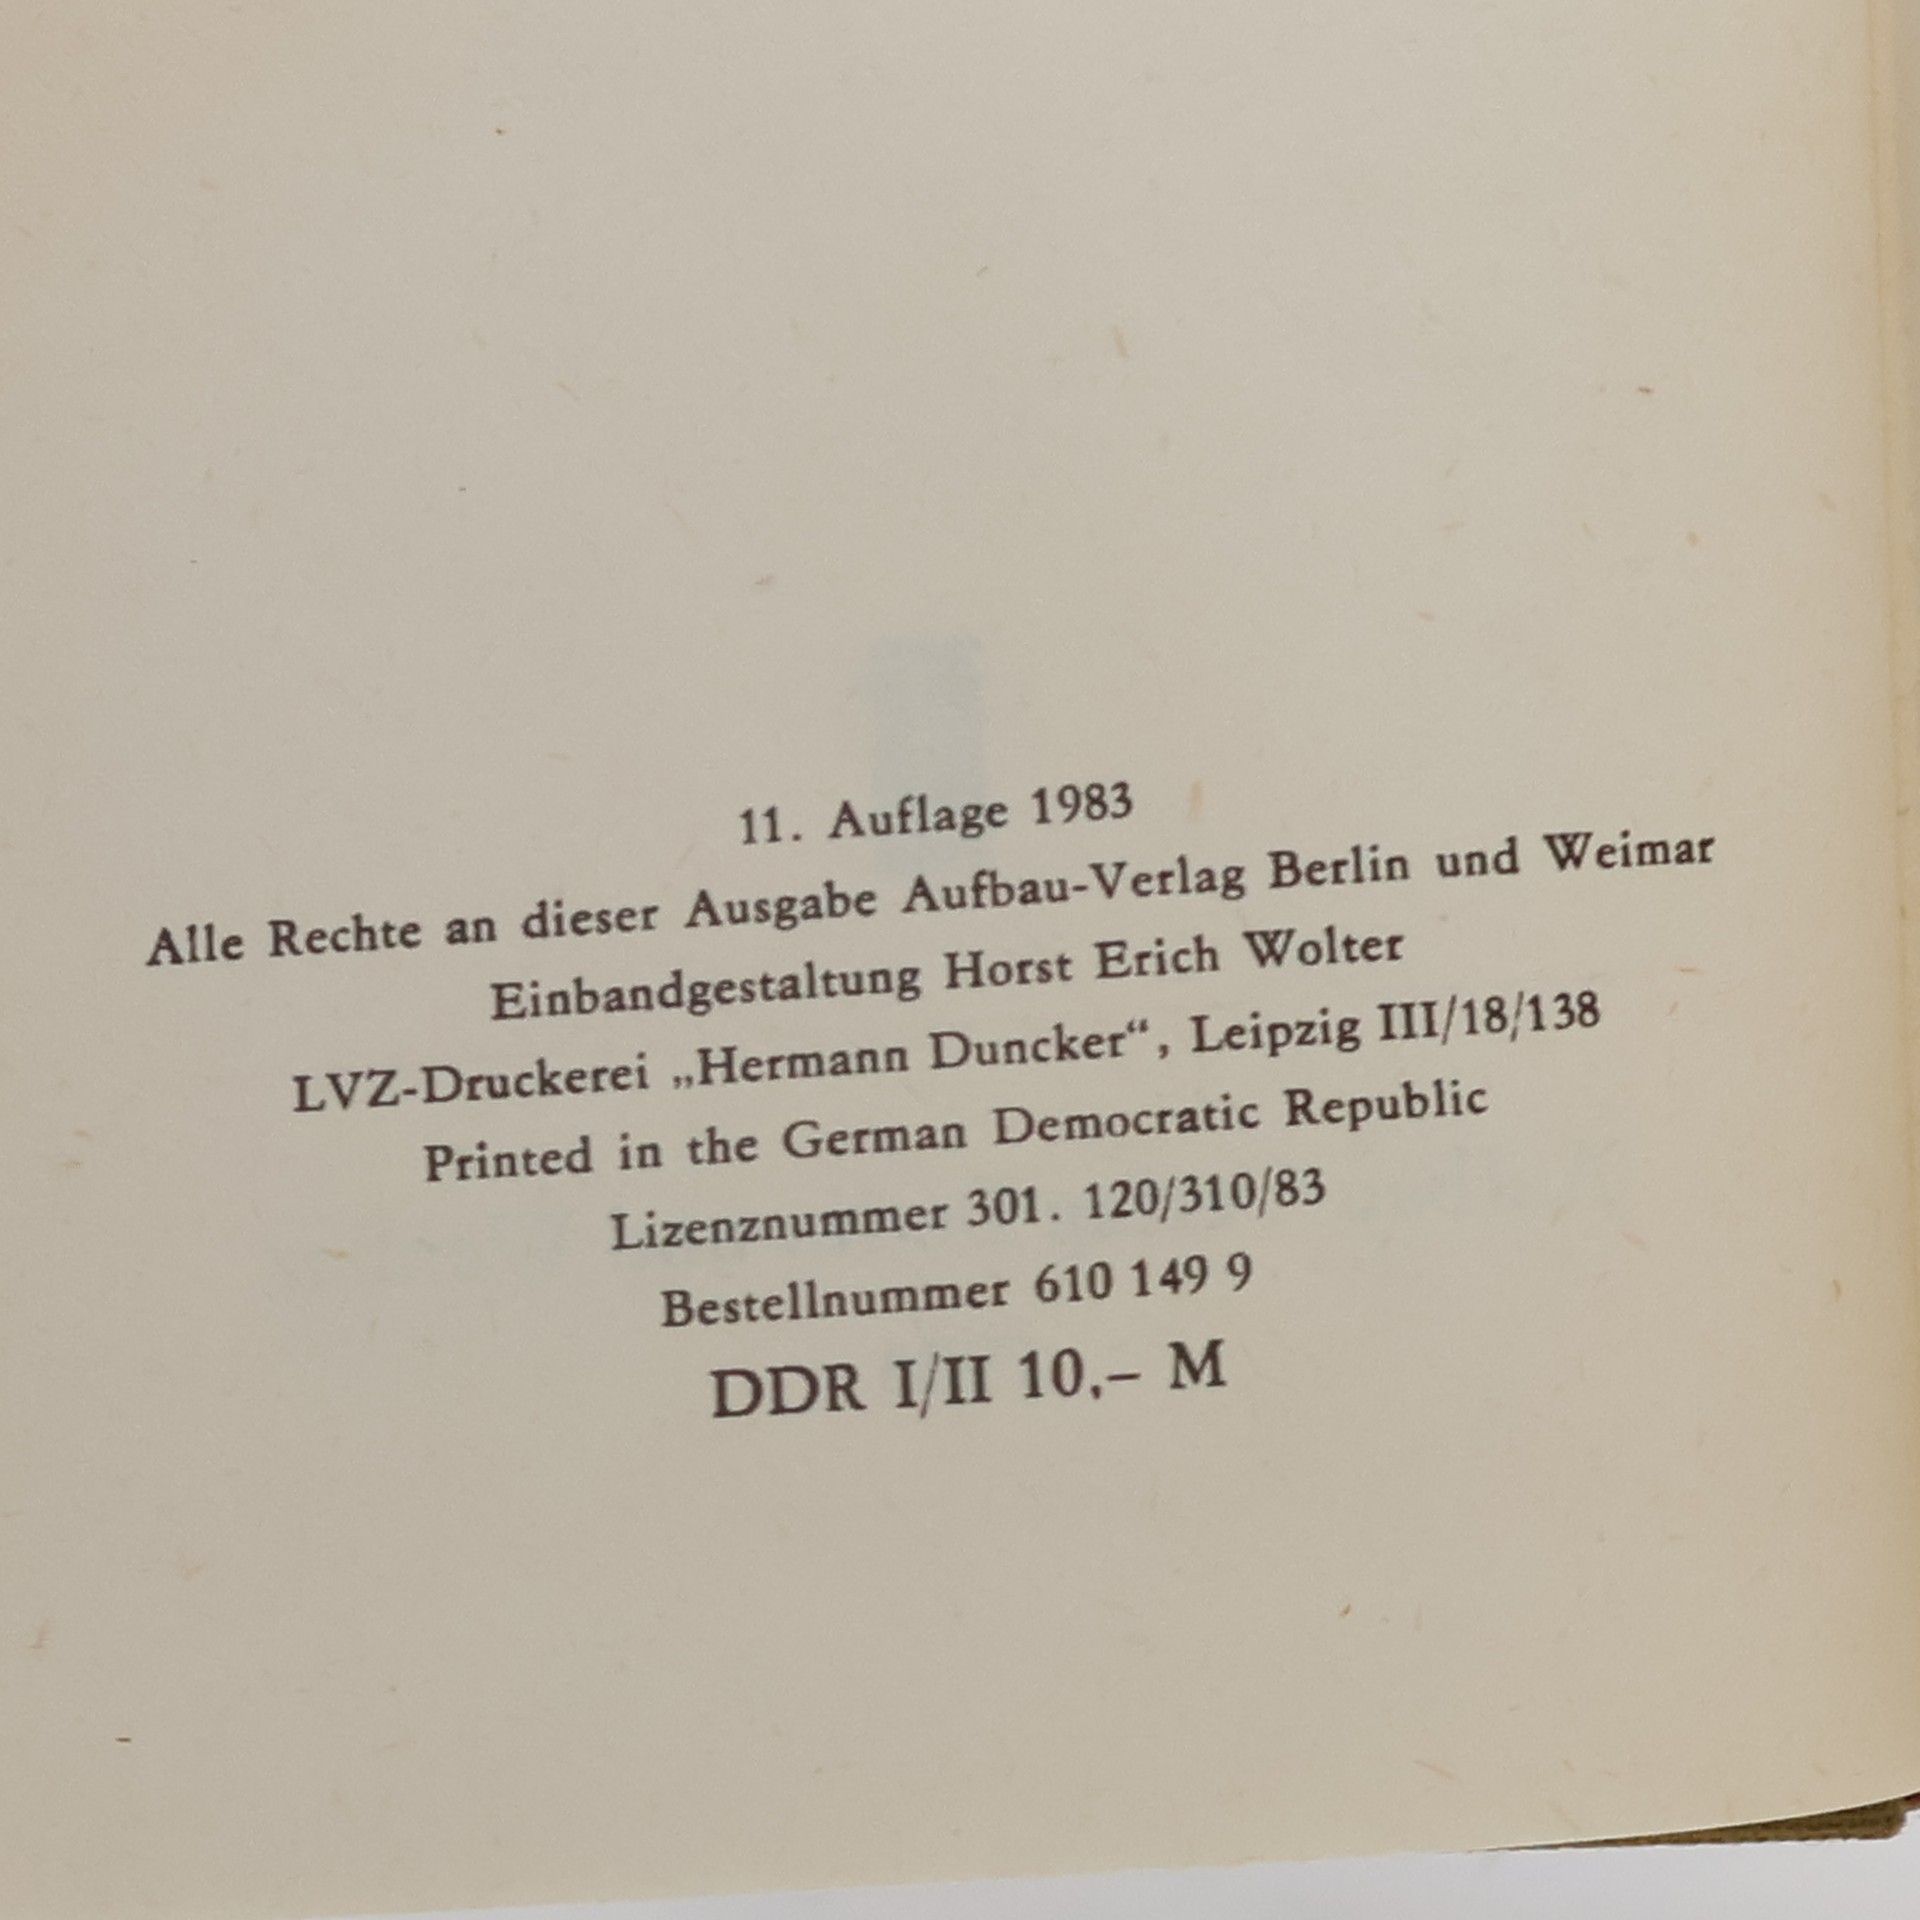 11. Auflage 1983
Alle Rechte an dieser Ausgabe Aufbau-Verlag Berlin und Weimar
Einbandgestaltung Horst Erich Wolter
LVZ-Druckerei „Hermann Duncker“, Leipzig III/18/138
Printed in the German Democratic Republic
Lizenznummer 301. 120/310/83
Bestellnummer 610 149 9
DDR I/II 10,– M